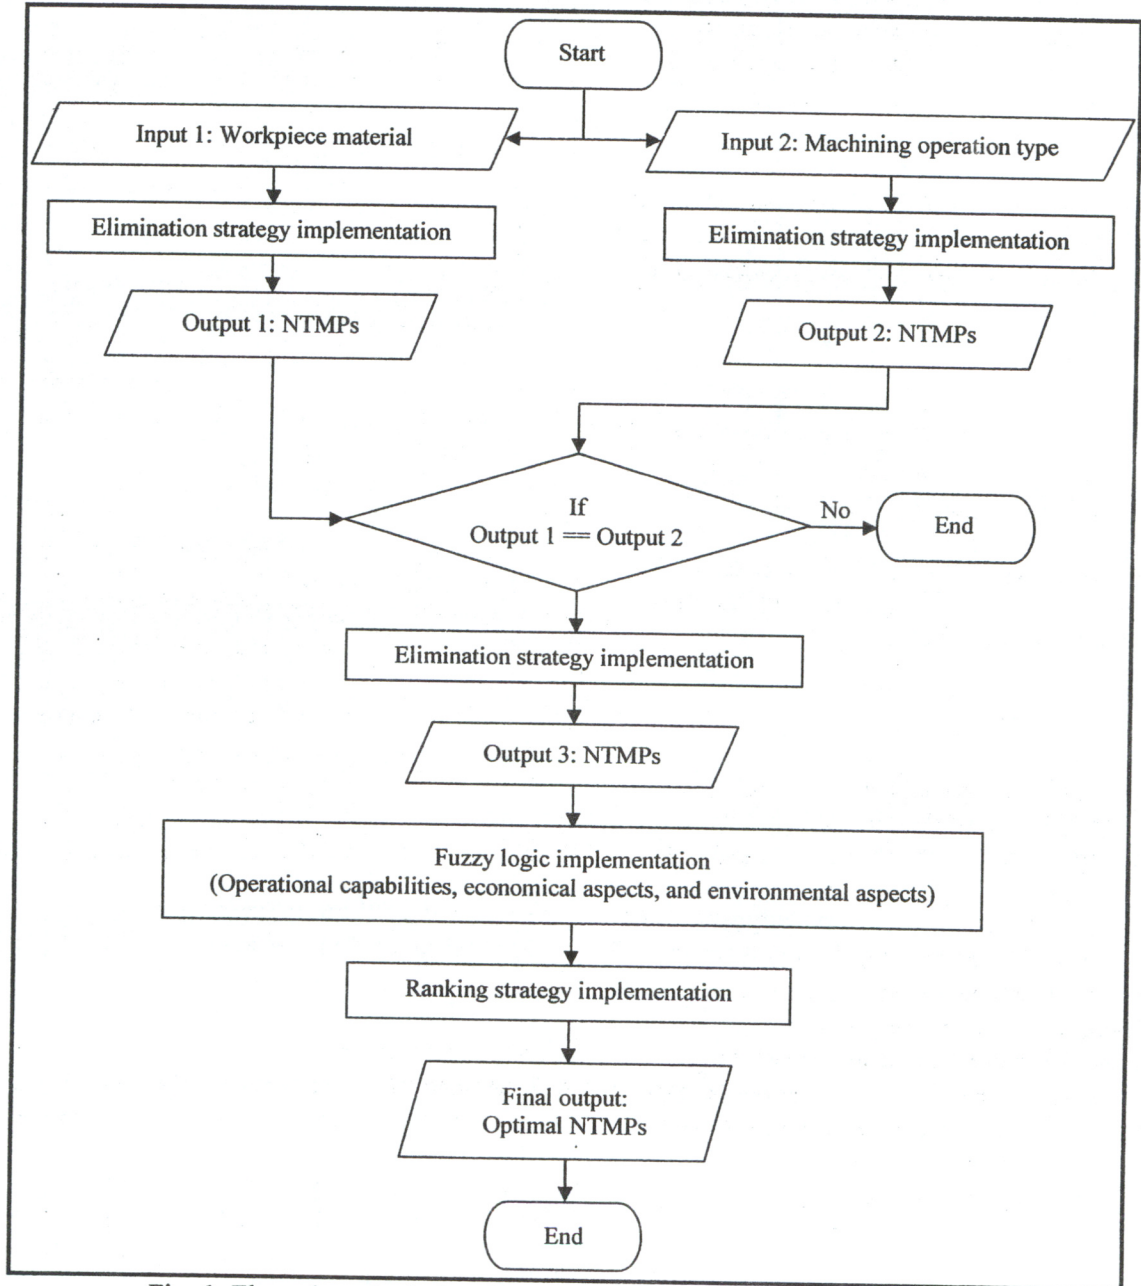 Start
Input 1: Workpiece material
Input 2: Machining operation type
Elimination strategy implementation
Elimination strategy implementation
Output 1: NTMPs
Output 2: NTMPs
If
Output 1 == Output 2
No
End
Elimination strategy implementation
Output 3: NTMPs
Fuzzy logic implementation
(Operational capabilities, economical aspects, and environmental aspects)
Ranking strategy implementation
Final output:
Optimal NTMPs
End